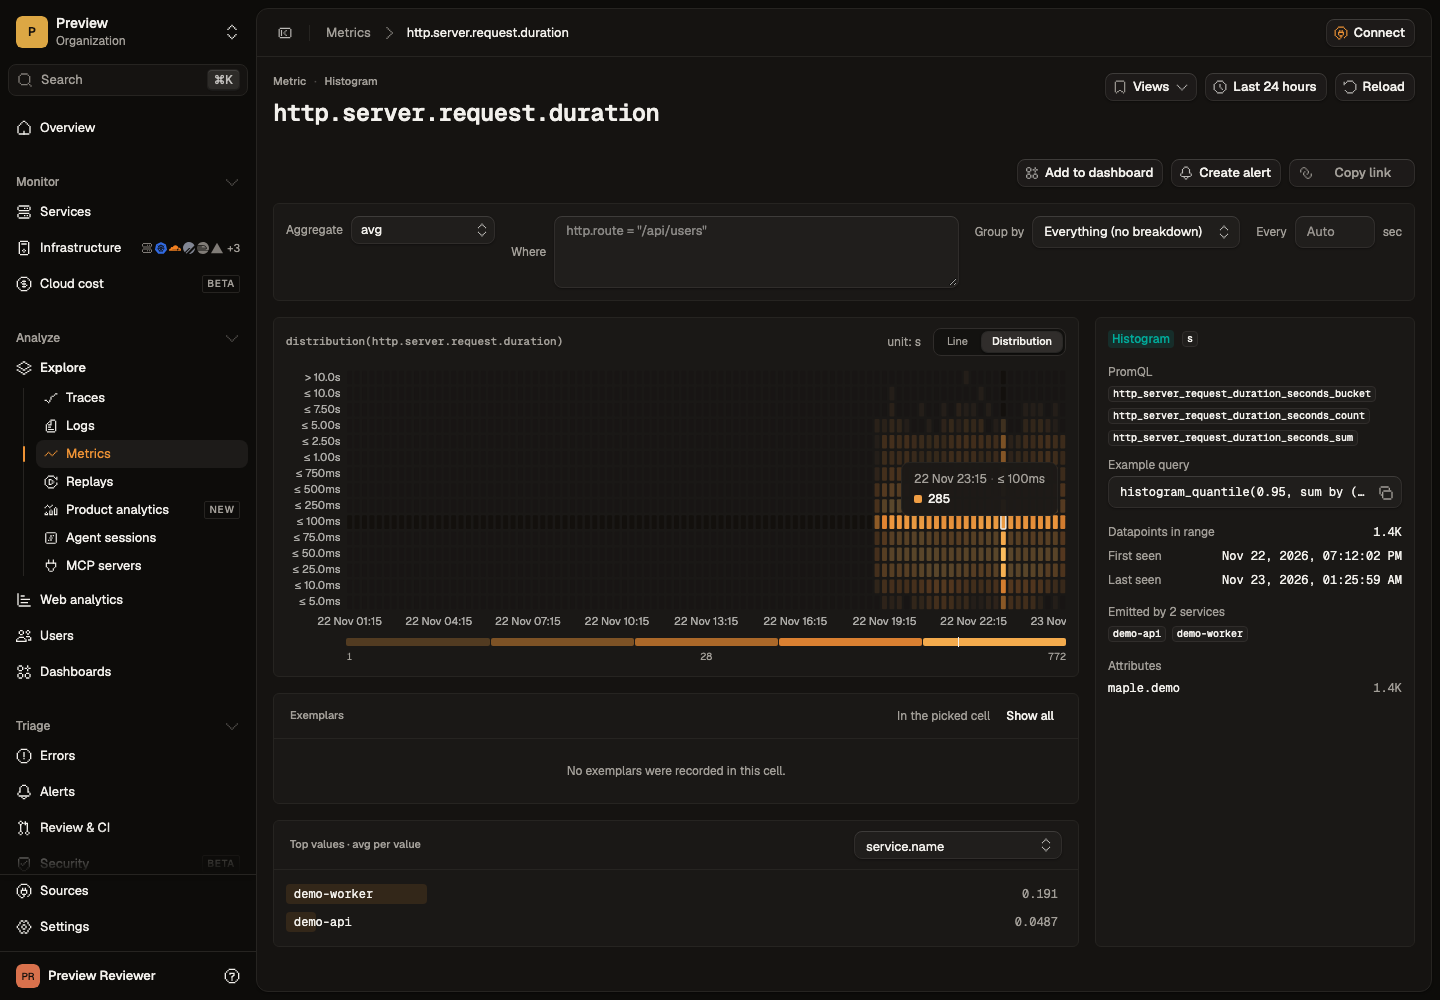 P
Preview
Organization
Search
⌘K
Overview
Monitor
Services
Infrastructure
+3
Cloud cost
BETA
Analyze
Explore
Traces
Logs
Metrics
Replays
Product analytics
NEW
Agent sessions
MCP servers
Web analytics
Users
Dashboards
Triage
Errors
Alerts
Review & CI
Security
BETA
Sources
Settings
PR
Preview Reviewer
Metrics
http.server.request.duration
Connect
Metric · Histogram
http.server.request.duration
Views
Last 24 hours
Reload
Add to dashboard
Create alert
Copy link
Aggregate
avg
Where
http.route = "/api/users"
Group by
Everything (no breakdown)
Every
Auto
sec
distribution(http.server.request.duration)
unit: s
Line
Distribution
> 10.0s
≤ 10.0s
≤ 7.50s
≤ 5.00s
≤ 2.50s
≤ 1.00s
≤ 750ms
≤ 500ms
≤ 250ms
≤ 100ms
≤ 75.0ms
≤ 50.0ms
≤ 25.0ms
≤ 10.0ms
≤ 5.0ms
22 Nov 23:15 · ≤ 100ms
285
22 Nov 01:15
22 Nov 04:15
22 Nov 07:15
22 Nov 10:15
22 Nov 13:15
22 Nov 16:15
22 Nov 19:15
22 Nov 22:15
23 Nov
1
28
772
Exemplars
In the picked cell
Show all
No exemplars were recorded in this cell.
Top values · avg per value
service.name
demo-worker
0.191
demo-api
0.0487
Histogram
s
PromQL
http_server_request_duration_seconds_bucket
http_server_request_duration_seconds_count
http_server_request_duration_seconds_sum
Example query
histogram_quantile(0.95, sum by (…
Datapoints in range
1.4K
First seen
Nov 22, 2026, 07:12:02 PM
Last seen
Nov 23, 2026, 01:25:59 AM
Emitted by 2 services
demo-api
demo-worker
Attributes
maple.demo
1.4K